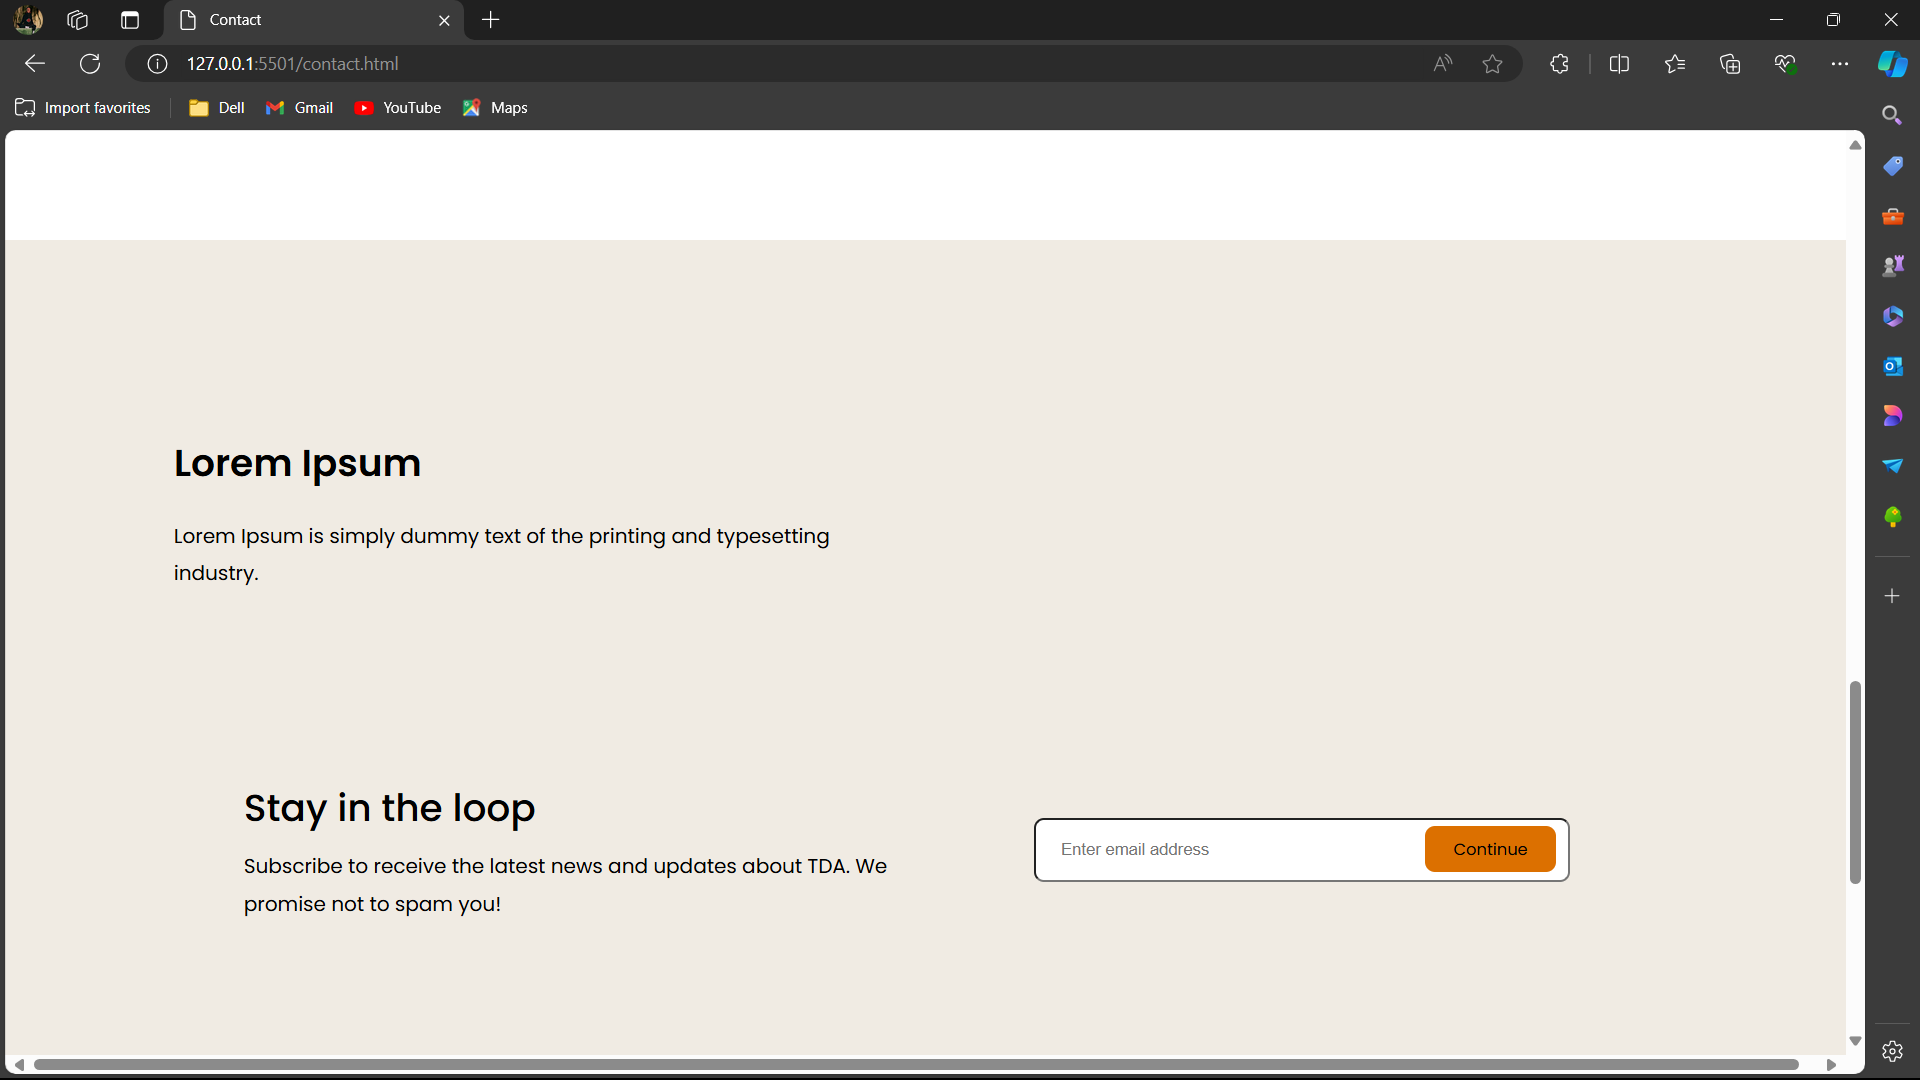 Contact
127.0.0.1:5501/contact.html
Import favorites
Dell
Gmail
YouTube
Maps
Lorem Ipsum
Lorem Ipsum is simply dummy text of the printing and typesetting
industry.
Stay in the loop
Subscribe to receive the latest news and updates about TDA. We
promise not to spam you!
Enter email address
Continue